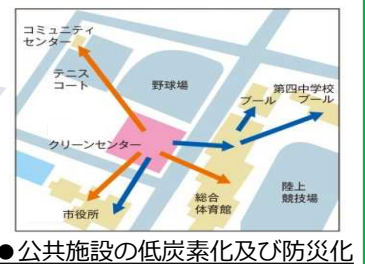 コミュニティ
センター
テニス
コート
野球場
プール
第四中学校
プール
クリーンセンター
総合
体育館
陸上
競技場
市役所
●公共施設の低炭素化及び防災化